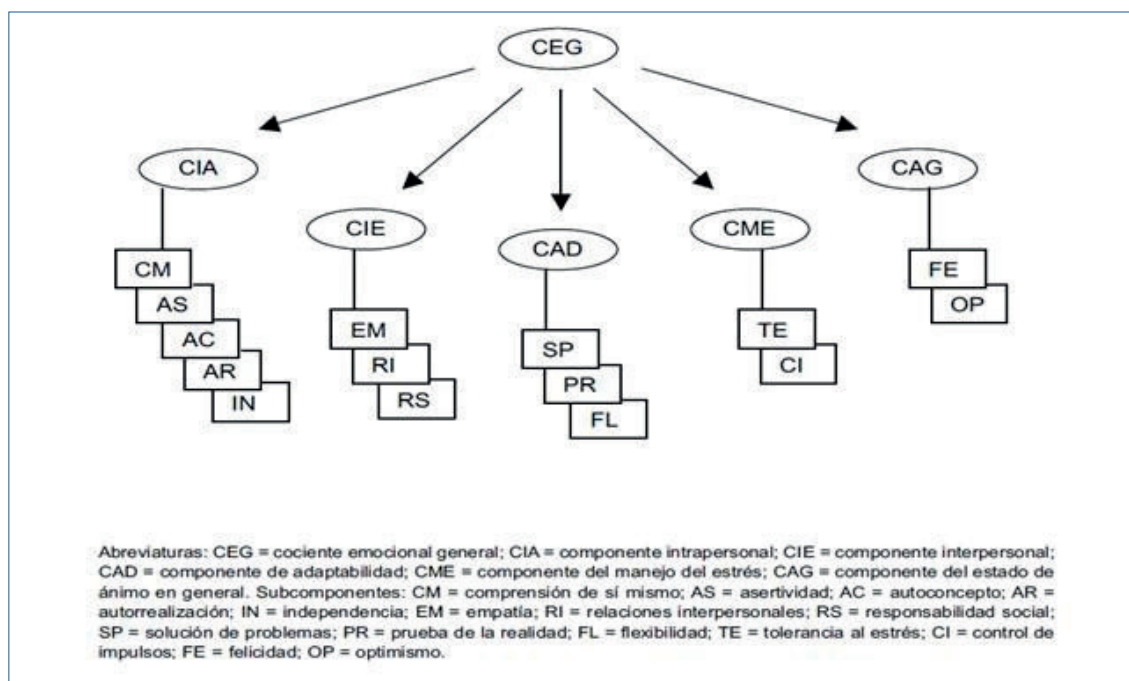 CEG
CIA
CAG
CIE
CME
CAD
CM
FE
AS
OP
EM
TE
AC
SP
RI
CI
AR
PR
RS
IN
FL
Abreviaturas: CEG = cociente emocional general; CIA = componente intrapersonal; CIE = componente interpersonal;
CAD = componente de adaptabilidad; CME = componente del manejo del estrés; CAG = componente del estado de
ánimo en general. Subcomponentes: CM = comprensión de sí mismo; AS = asertividad; AC = autoconcepto; AR =
autorrealización; IN = independencia; EM = empatía; RI = relaciones interpersonales; RS = responsabilidad social;
SP = solución de problemas; PR = prueba de la realidad; FL = flexibilidad; TE = tolerancia al estrés; CI = control de
impulsos; FE = felicidad; OP = optimismo.